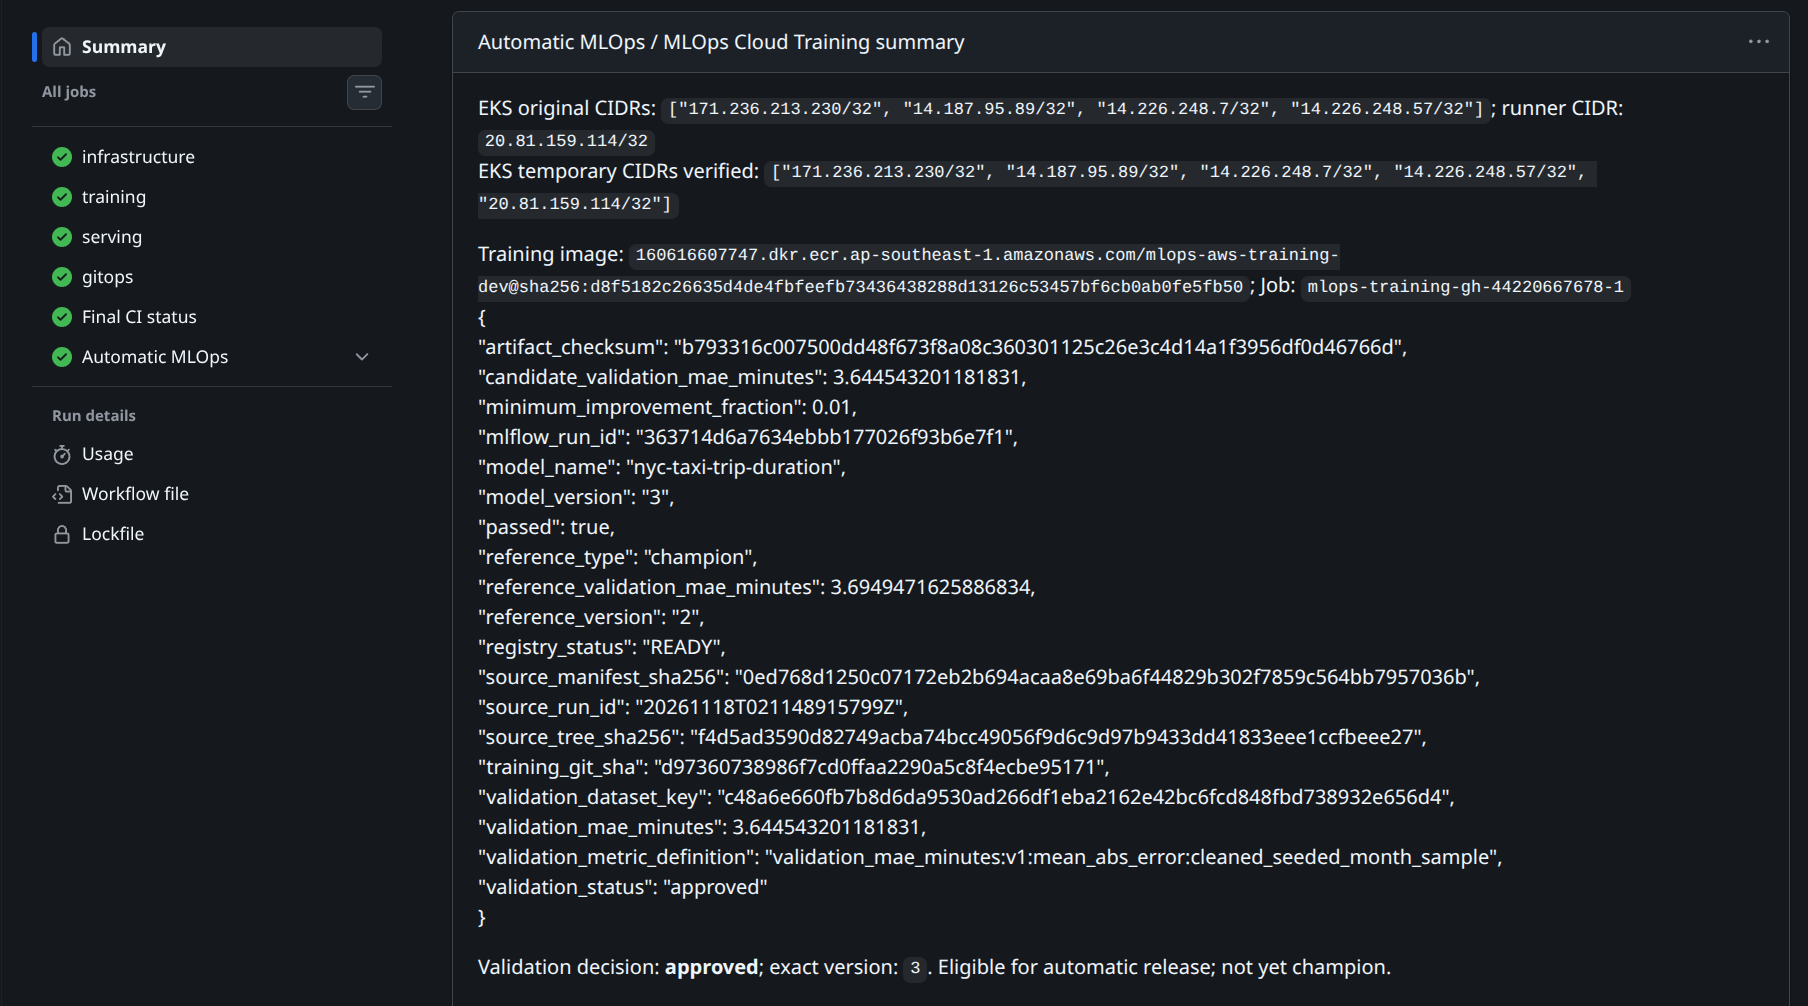 Summary
All jobs
infrastructure
training
serving
gitops
Final CI status
Automatic MLOps
Run details
Usage
Workflow file
Lockfile
Automatic MLOps / MLOps Cloud Training summary
EKS original CIDRs: ["171.236.213.230/32", "14.187.95.89/32", "14.226.248.7/32", "14.226.248.57/32"]; runner CIDR:
20.81.159.114/32
EKS temporary CIDRs verified: ["171.236.213.230/32", "14.187.95.89/32", "14.226.248.7/32", "14.226.248.57/32",
"20.81.159.114/32"]
Training image: 160616607747.dkr.ecr.ap-southeast-1.amazonaws.com/mlops-aws-training-
dev@sha256:d8f5182c26635d4de4fbfeefb73436438288d13126c53457bf6cb0ab0fe5fb50; Job: mlops-training-gh-44220667678-1
{
"artifact_checksum": "b793316c007500dd48f673f8a08c360301125c26e3c4d14a1f3956df0d46766d",
"candidate_validation_mae_minutes": 3.644543201181831,
"minimum_improvement_fraction": 0.01,
"mlflow_run_id": "363714d6a7634ebbb177026f93b6e7f1",
"model_name": "nyc-taxi-trip-duration",
"model_version": "3",
"passed": true,
"reference_type": "champion",
"reference_validation_mae_minutes": 3.6949471625886834,
"reference_version": "2",
"registry_status": "READY",
"source_manifest_sha256": "0ed768d1250c07172eb2b694acaa8e69ba6f44829b302f7859c564bb7957036b",
"source_run_id": "20261118T021148915799Z",
"source_tree_sha256": "f4d5ad3590d82749acba74bcc49056f9d6c9d97b9433dd41833eee1ccfbeee27",
"training_git_sha": "d97360738986f7cd0ffaa2290a5c8f4ecbe95171",
"validation_dataset_key": "c48a6e660fb7b8d6da9530ad266df1eba2162e42bc6fcd848fbd738932e656d4",
"validation_mae_minutes": 3.644543201181831,
"validation_metric_definition": "validation_mae_minutes:v1:mean_abs_error:cleaned_seeded_month_sample",
"validation_status": "approved"
}
Validation decision: approved; exact version: 3. Eligible for automatic release; not yet champion.